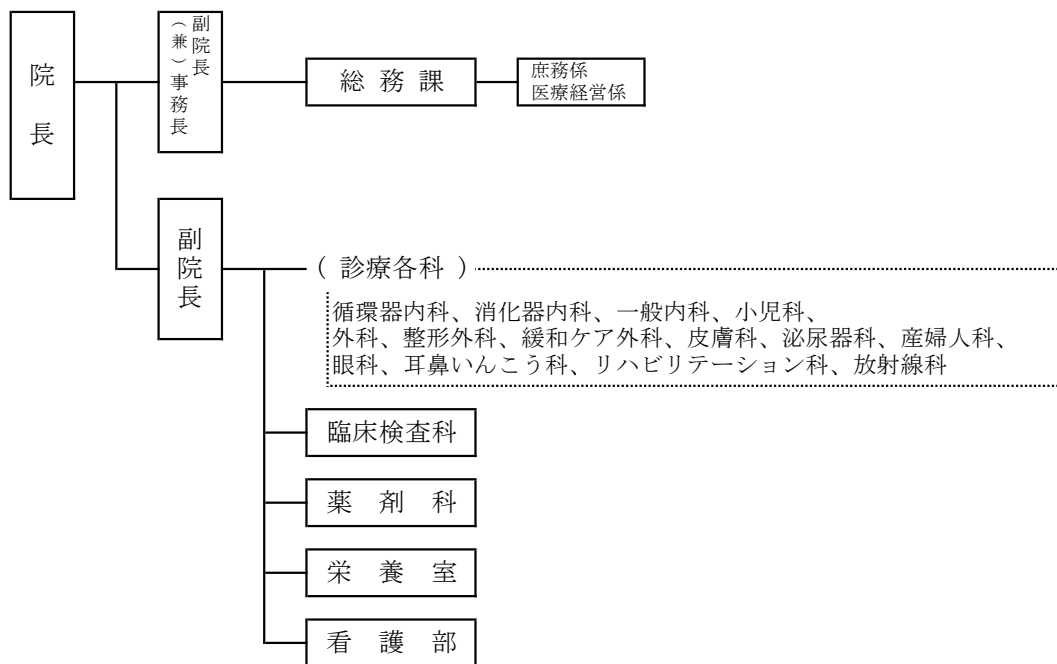 院長
副院長
（兼）事務長
総務課
庶務係
医療経営係
副院長
（診療各科）
循環器内科、消化器内科、一般内科、小児科、
外科、整形外科、緩和ケア外科、皮膚科、泌尿器科、産婦人科、
眼科、耳鼻いんこう科、リハビリテーション科、放射線科
臨床検査科
薬剤科
栄養室
看護部